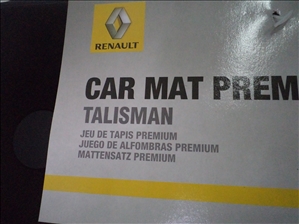 RENAULT
CAR MAT PREM
TALISMAN
JEU DE TAPIS PREMIUM
JUEGO DE ALFOMBRAS PREMIUM
MATTENSATZ PREMIUM